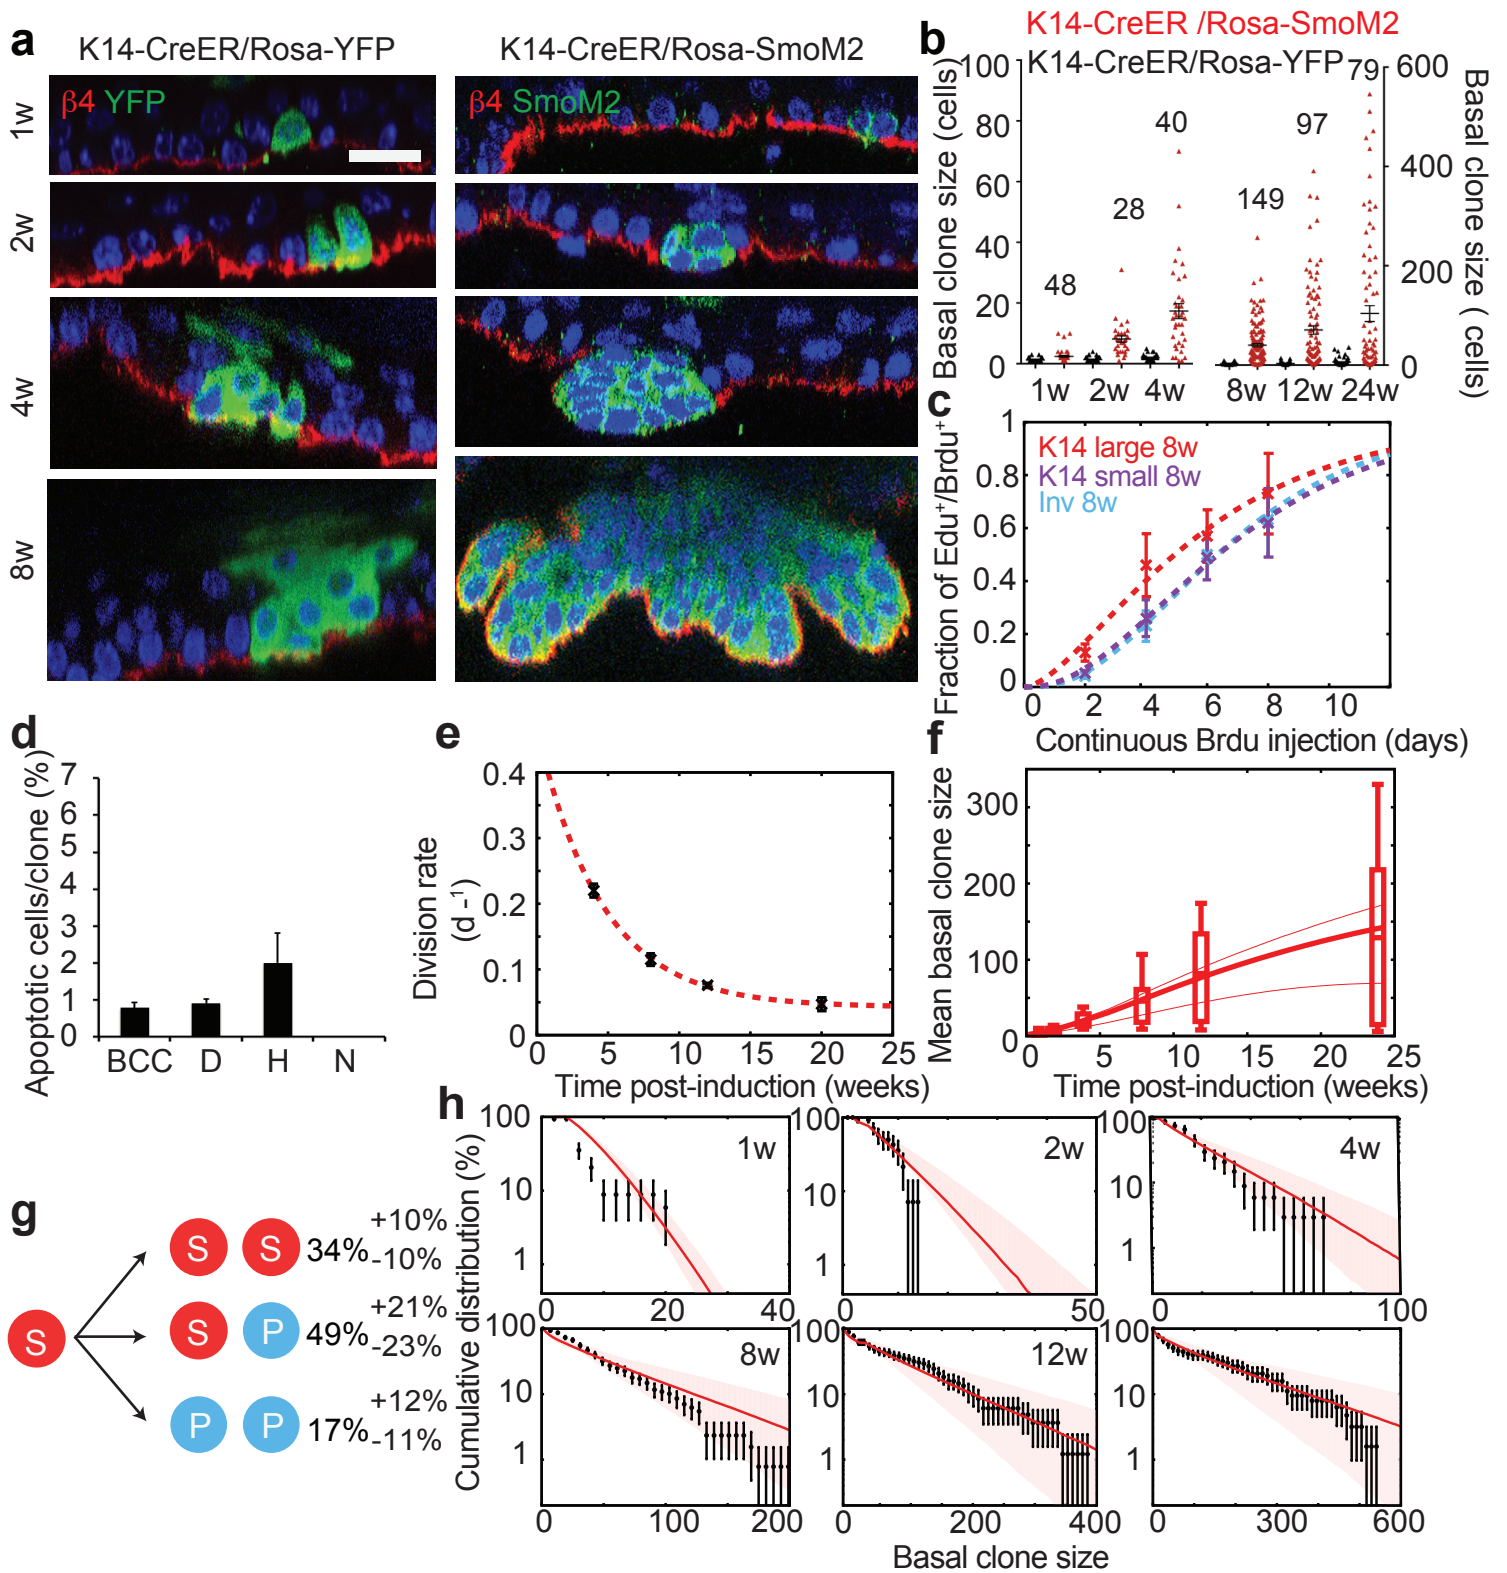 a
K14-CreER/Rosa-YFP
K14-CreER/Rosa-SmoM2
1w
β4 YFP
β4 SmoM2
2w
4w
8w
b
K14-CreER /Rosa-SmoM2
K14-CreER/Rosa-YFP
Basal clone size (cells)
100
80
60
40
20
0
48
28
40
149
97
79
600
400
200
0
Basal clone size ( cells)
1w 2w 4w 8w 12w 24w
c
K14 large 8w
K14 small 8w
Inv 8w
Fraction of Edu⁺/Brdu⁺
1
0.8
0.6
0.4
0.2
0
0 2 4 6 8 10
Continuous Brdu injection (days)
d
Apoptotic cells/clone (%)
7
6
5
4
3
2
1
0
BCC D H N
e
Division rate
(d -¹)
0.4
0.3
0.2
0.1
0
0 5 10 15 20 25
Time post-induction (weeks)
f
Mean basal clone size
300
200
100
0
0 5 10 15 20 25
Time post-induction (weeks)
g
S
S S 34% +10% -10%
S P 49% +21% -23%
P P 17% +12% -11%
h
Cumulative distribution (%)
100
10
1
1w
0 20 40
100
10
1
2w
0 50
100
10
1
4w
0 100
100
10
1
8w
0 100 200
100
10
1
12w
0 200 400
100
10
1
0 300 600
Basal clone size